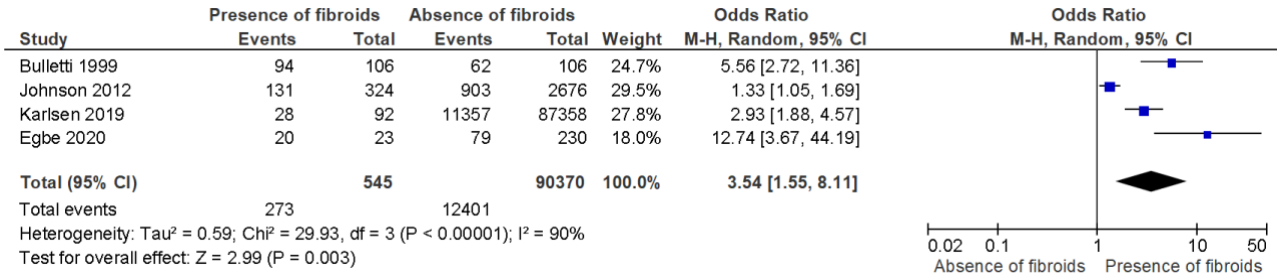 Presence of fibroids Absence of fibroids Odds Ratio Odds Ratio
Study Events Total Events Total Weight M-H, Random, 95% CI M-H, Random, 95% CI
Bulletti 1999 94 106 62 106 24.7% 5.56 [2.72, 11.36]
Johnson 2012 131 324 903 2676 29.5% 1.33 [1.05, 1.69]
Karlsen 2019 28 92 11357 87358 27.8% 2.93 [1.88, 4.57]
Egbe 2020 20 23 79 230 18.0% 12.74 [3.67, 44.19]
Total (95% CI) 545 90370 100.0% 3.54 [1.55, 8.11]
Total events 273 12401
Heterogeneity: Tau² = 0.59; Chi² = 29.93, df = 3 (P < 0.00001); I² = 90%
Test for overall effect: Z = 2.99 (P = 0.003)
0.02 0.1 1 10 50
Absence of fibroids Presence of fibroids